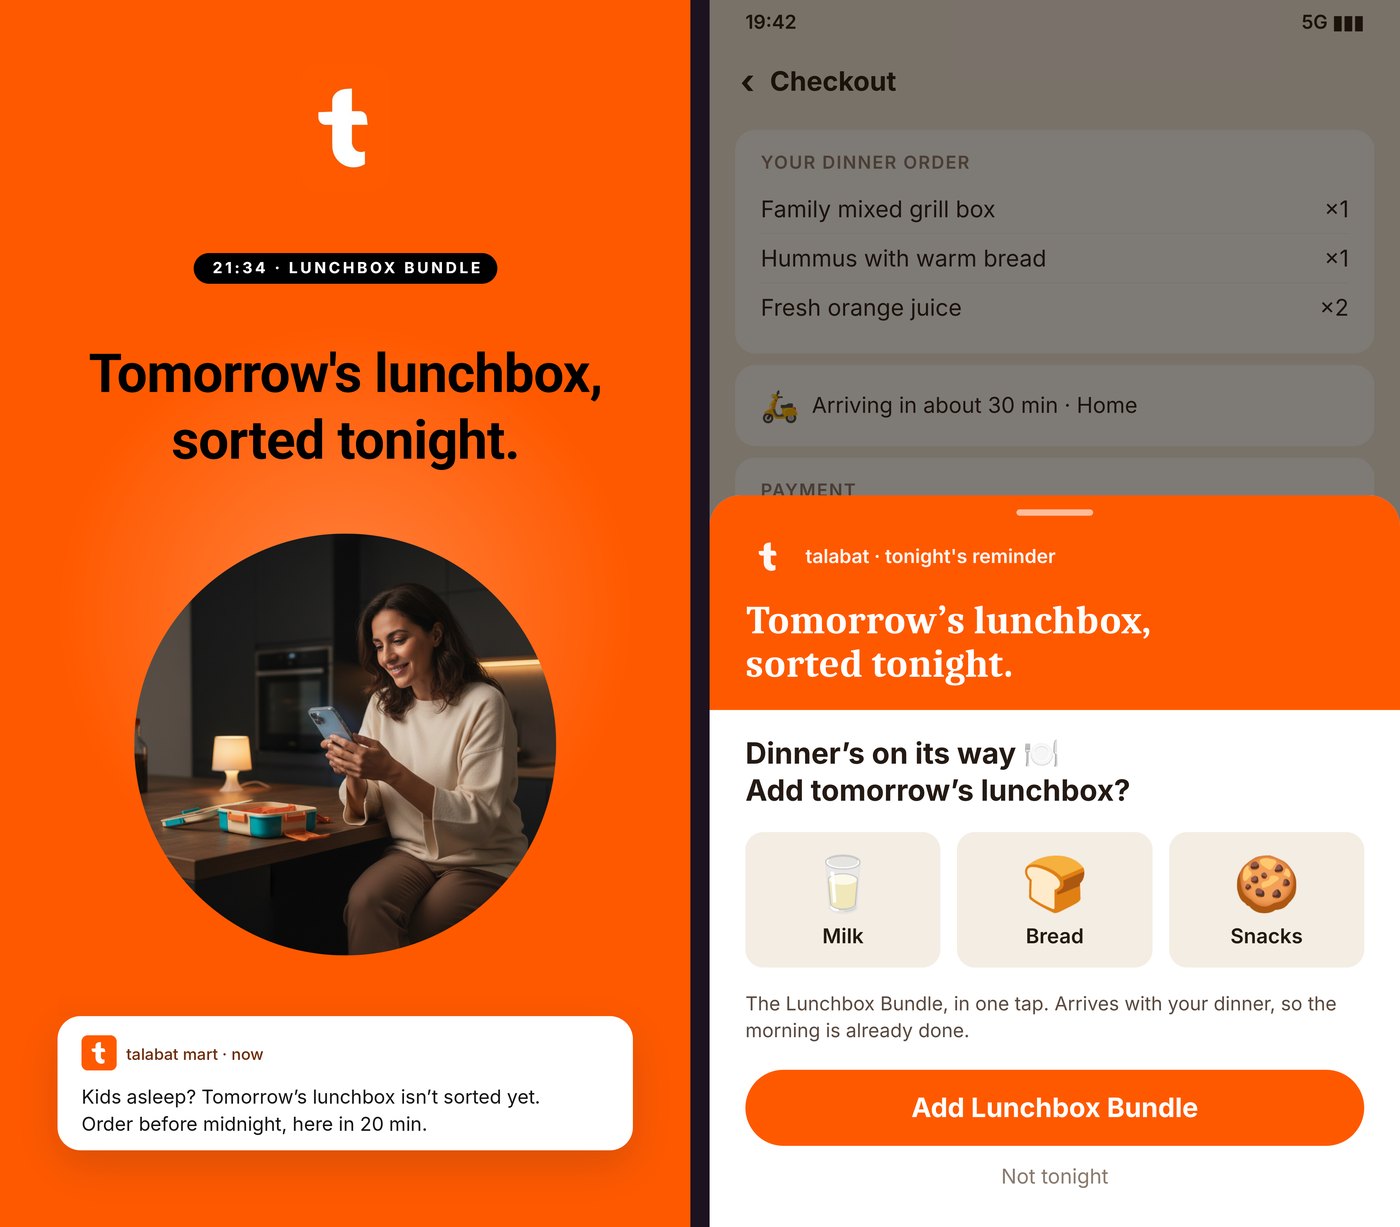 t
21:34 · LUNCHBOX BUNDLE
Tomorrow's lunchbox,
sorted tonight.
t talabat mart · now
Kids asleep? Tomorrow’s lunchbox isn’t sorted yet.
Order before midnight, here in 20 min.
19:42 5G
‹ Checkout
YOUR DINNER ORDER
Family mixed grill box ×1
Hummus with warm bread ×1
Fresh orange juice ×2
Arriving in about 30 min · Home
PAYMENT
t talabat · tonight's reminder
Tomorrow’s lunchbox,
sorted tonight.
Dinner’s on its way
Add tomorrow’s lunchbox?
Milk Bread Snacks
The Lunchbox Bundle, in one tap. Arrives with your dinner, so the
morning is already done.
Add Lunchbox Bundle
Not tonight